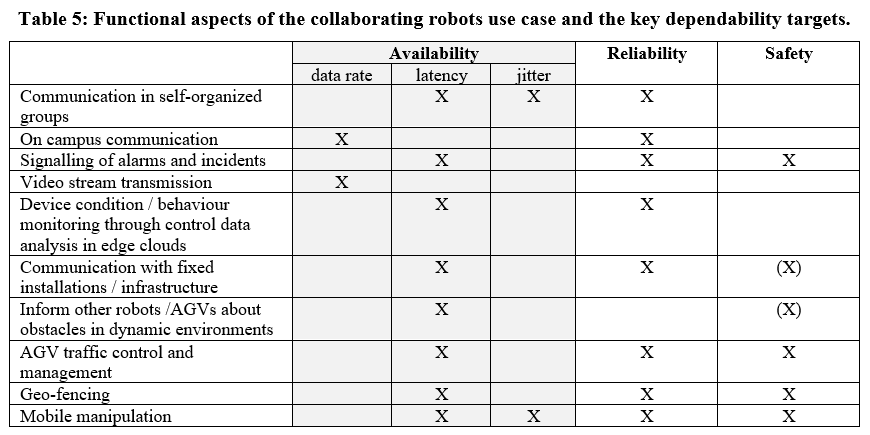 Table 5: Functional aspects of the collaborating robots use case and the key dependability targets.
Availability Reliability Safety
data rate latency jitter
Communication in self-organized X X X
groups
On campus communication X X
Signalling of alarms and incidents X X X
Video stream transmission X
Device condition / behaviour X X
monitoring through control data
analysis in edge clouds
Communication with fixed X X (X)
installations / infrastructure
Inform other robots /AGVs about X (X)
obstacles in dynamic environments
AGV traffic control and X X X
management
Geo-fencing X X X
Mobile manipulation X X X X